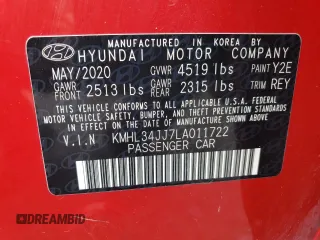 MANUFACTURED IN KOREA BY
HYUNDAI MOTOR COMPANY
MAY/2020 GVWR 4519 lbs PAINT Y2E
GAWR FRONT 2513 lbs GAWR REAR 2315 lbs TRIM REY
THIS VEHICLE CONFORMS TO ALL APPLICABLE
FEDERAL MOTOR VEHICLE SAFETY, BUMPER,
AND THEFT PREVENTION STANDARDS
IN EFFECT ON THE DATE OF
MANUFACTURE SHOWN ABOVE.
V.I.N KMHL34JJ7LA011722
PASSENGER CAR
©DREAMBID
DREAMBID.COM